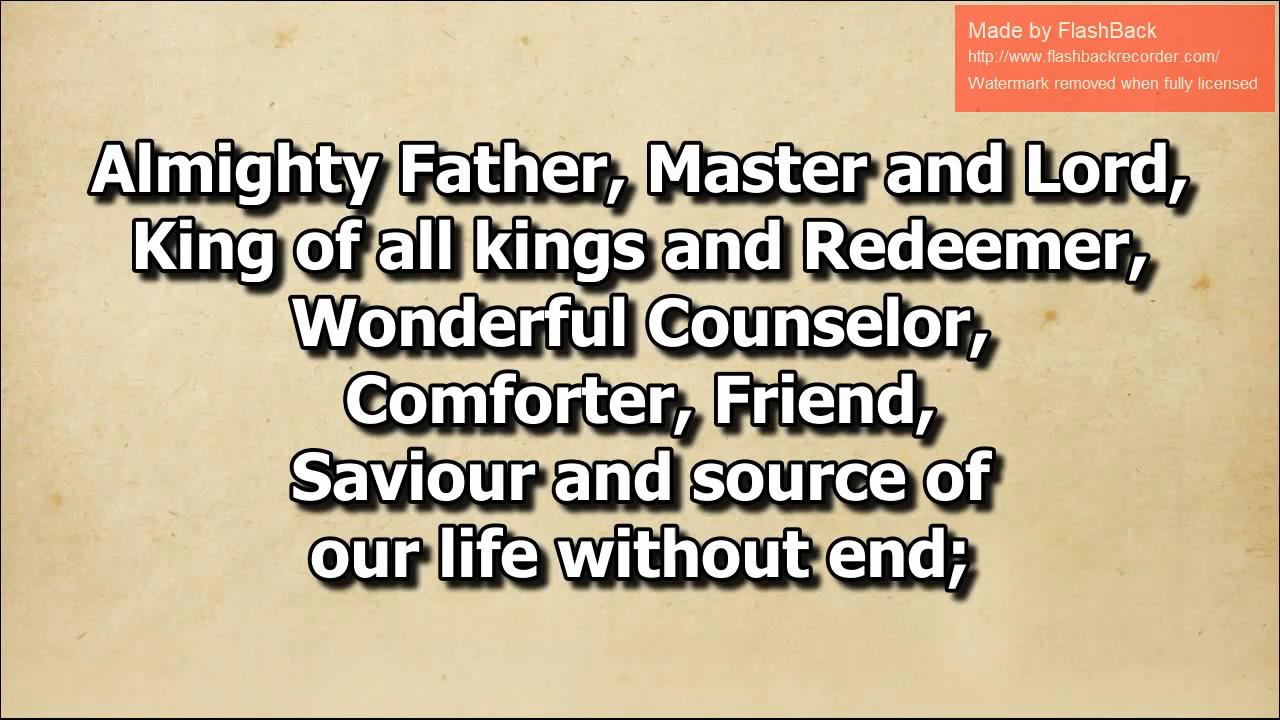 Made by FlashBack
http://www.flashbackrecorder.com/
Watermark removed when fully licensed
Almighty Father, Master and Lord,
King of all kings and Redeemer,
Wonderful Counselor,
Comforter, Friend,
Saviour and source of
our life without end;